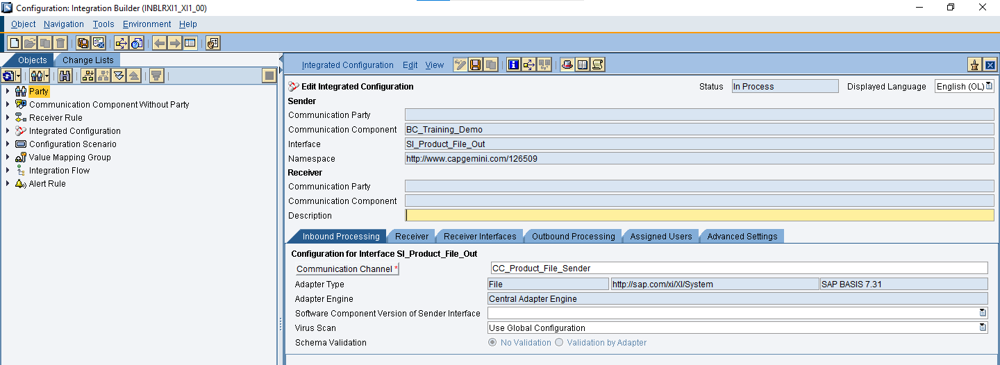 Configuration: Integration Builder (INBLRXI1_XI1_00)
Object Navigation Tools Environment Help
Objects Change Lists
Party
Communication Component Without Party
Receiver Rule
Integrated Configuration
Configuration Scenario
Value Mapping Group
Integration Flow
Alert Rule
Integrated Configuration Edit View
Edit Integrated Configuration Status In Process Displayed Language English (OL)
Sender
Communication Party
Communication Component BC_Training_Demo
Interface SI_Product_File_Out
Namespace http://www.capgemini.com/126509
Receiver
Communication Party
Communication Component
Description
Inbound Processing Receiver Receiver Interfaces Outbound Processing Assigned Users Advanced Settings
Configuration for Interface SI_Product_File_Out
Communication Channel * CC_Product_File_Sender
Adapter Type File http://sap.com/xi/XI/System SAP BASIS 7.31
Adapter Engine Central Adapter Engine
Software Component Version of Sender Interface
Virus Scan Use Global Configuration
Schema Validation No Validation Validation by Adapter